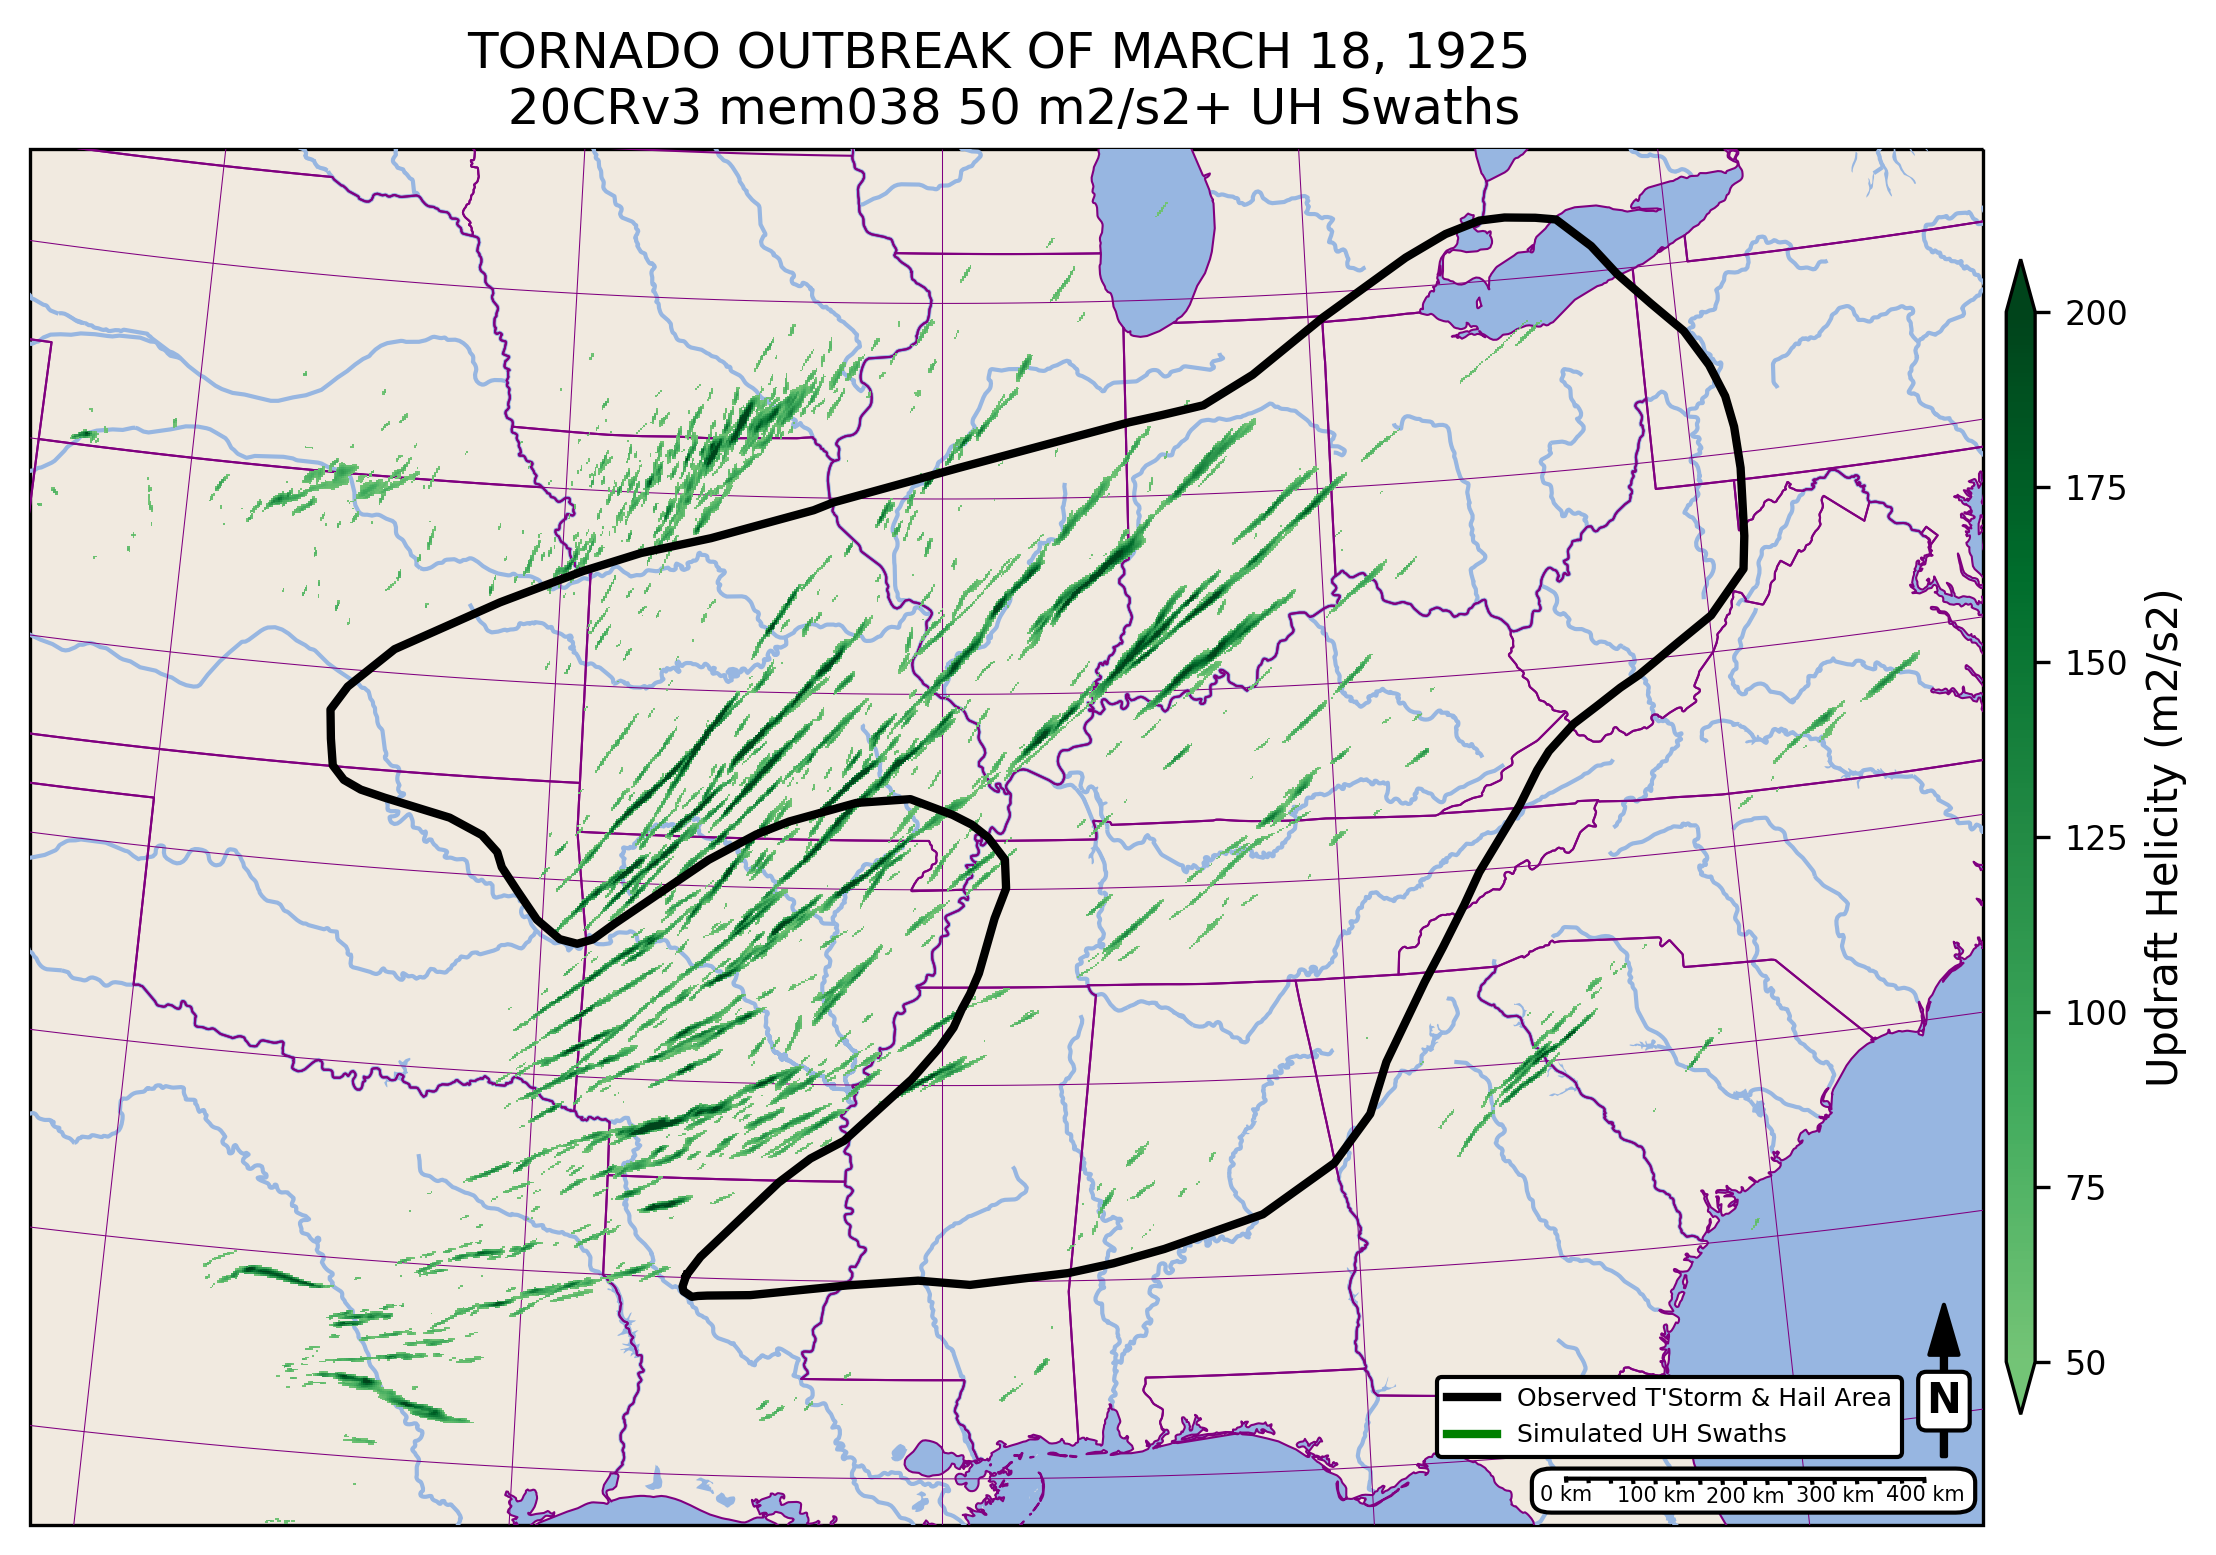 TORNADO OUTBREAK OF MARCH 18, 1925
20CRv3 mem038 50 m2/s2+ UH Swaths
200
175
150
125
100
75
50
Updraft Helicity (m2/s2)
Observed T'Storm & Hail Area
Simulated UH Swaths
N
0 km 100 km 200 km 300 km 400 km